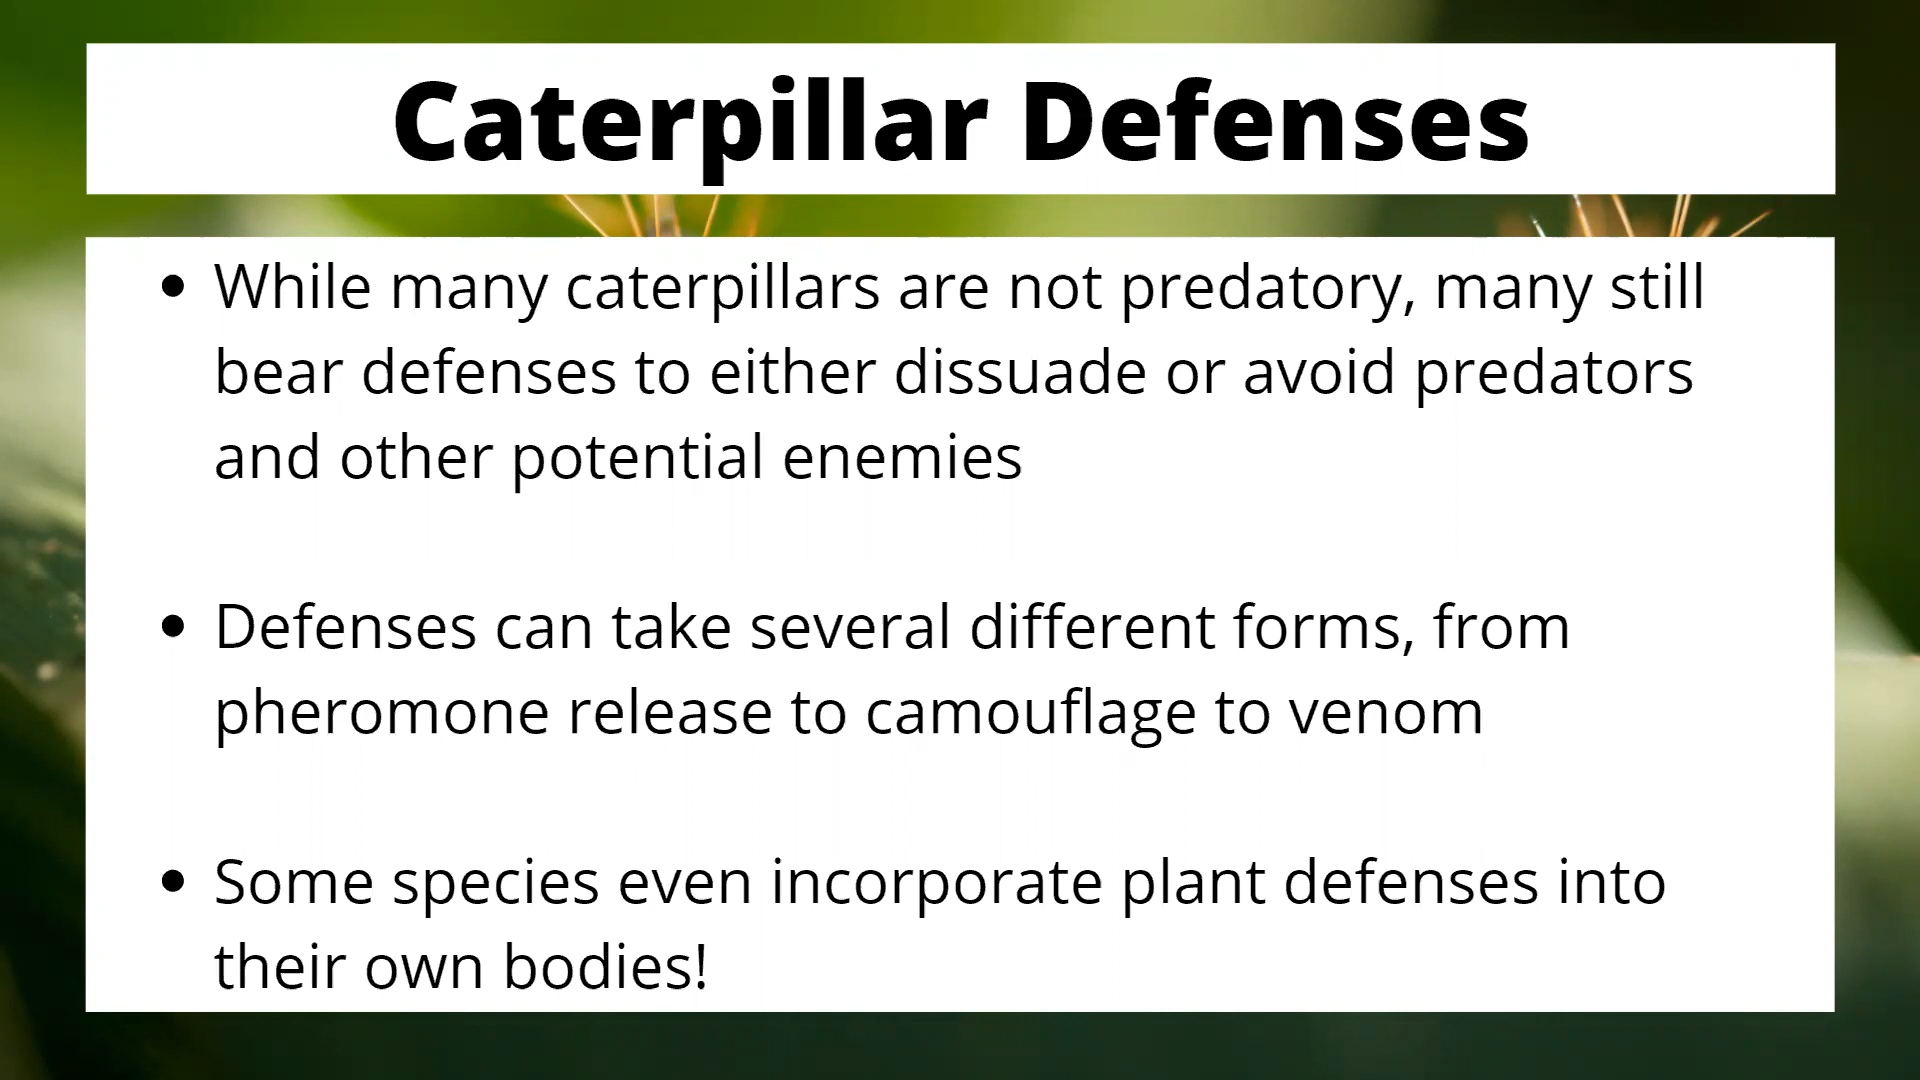 Caterpillar Defenses
• While many caterpillars are not predatory, many still
bear defenses to either dissuade or avoid predators
and other potential enemies
• Defenses can take several different forms, from
pheromone release to camouflage to venom
• Some species even incorporate plant defenses into
their own bodies!